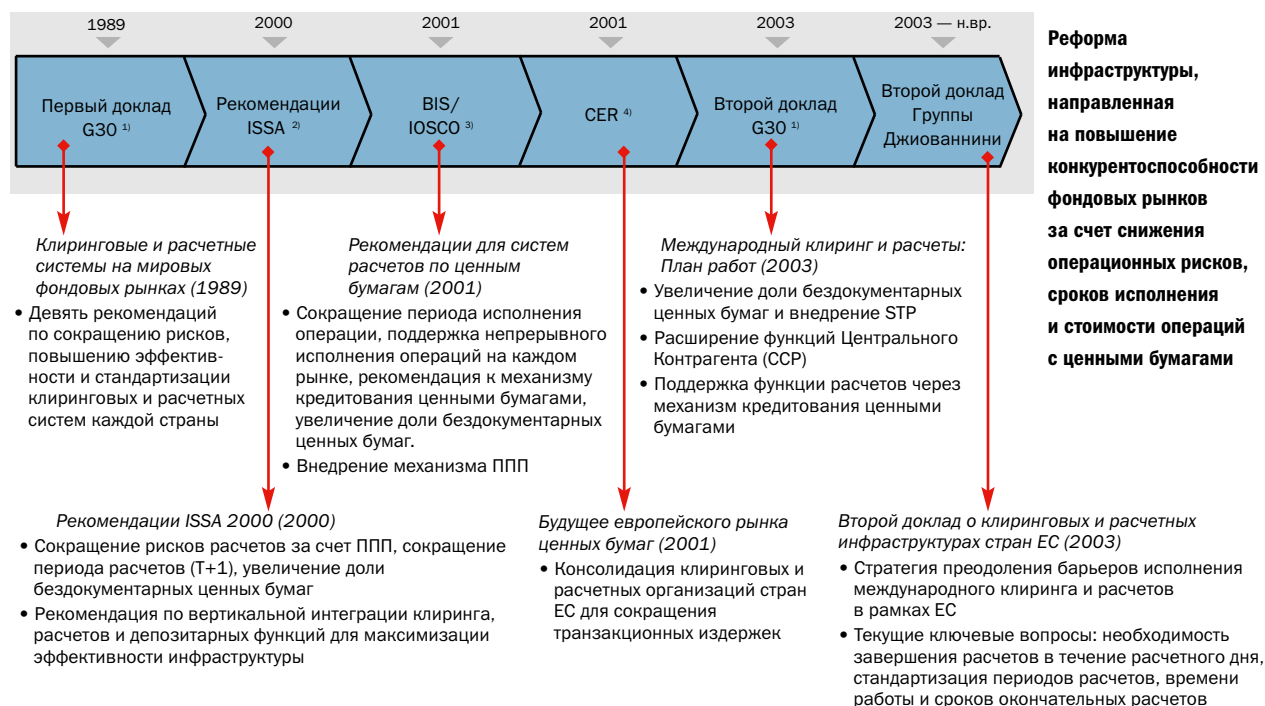 1989
2000
2001
2001
2003
2003 — н.вр.
Первый доклад
G30 1)
Рекомендации
ISSA 2)
BIS/
IOSCO 3)
CER 4)
Второй доклад
G30 1)
Второй доклад
Группы
Джиованнини
Реформа
инфраструктуры,
направленная
на повышение
конкурентоспособности
фондовых рынков
за счет снижения
операционных рисков,
сроков исполнения
и стоимости операций
с ценными бумагами
Клиринговые и расчетные
системы на мировых
фондовых рынках (1989)
• Девять рекомендаций
по сокращению рисков,
повышению эффектив-
ности и стандартизации
клиринговых и расчетных
систем каждой страны
Рекомендации для систем
расчетов по ценным
бумагам (2001)
• Сокращение периода исполнения
операции, поддержка непрерывного
исполнения операций на каждом
рынке, рекомендация к механизму
кредитования ценными бумагами,
увеличение доли бездокументарных
ценных бумаг.
• Внедрение механизма ППП
Международный клиринг и расчеты:
План работ (2003)
• Увеличение доли бездокументарных
ценных бумаг и внедрение STP
• Расширение функций Центрального
Контрагента (ССР)
• Поддержка функции расчетов через
механизм кредитования ценными
бумагами
Рекомендации ISSA 2000 (2000)
• Сокращение рисков расчетов за счет ППП, сокращение
периода расчетов (Т+1), увеличение доли
бездокументарных ценных бумаг
• Рекомендация по вертикальной интеграции клиринга,
расчетов и депозитарных функций для максимизации
эффективности инфраструктуры
Будущее европейского рынка
ценных бумаг (2001)
• Консолидация клиринговых и
расчетных организаций стран
ЕС для сокращения
транзакционных издержек
Второй доклад о клиринговых и расчетных
инфраструктурах стран ЕС (2003)
• Стратегия преодоления барьеров исполнения
международного клиринга и расчетов
в рамках ЕС
• Текущие ключевые вопросы: необходимость
завершения расчетов в течение расчетного дня,
стандартизация периодов расчетов, времени
работы и сроков окончательных расчетов